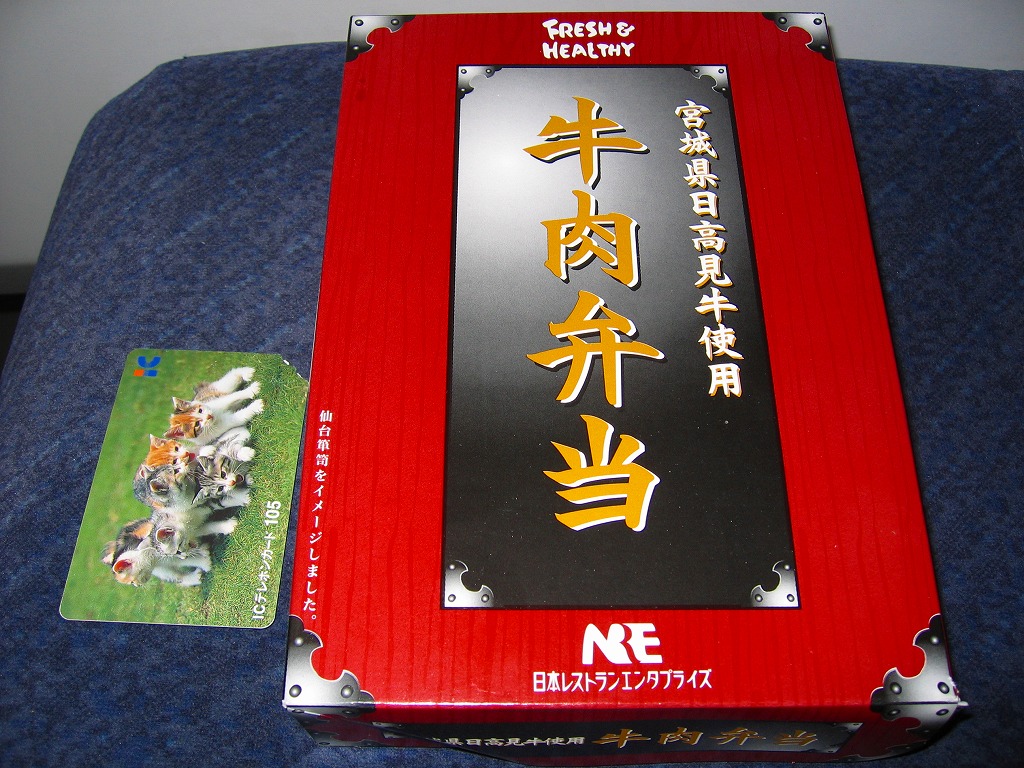 FRESH &
HEALTHY
宮城県日高見牛使用
牛肉弁当
仙台箪笥をイメージしました。
NRE
日本レストランエンタプライズ
県日高見牛使用 牛肉弁当
IC
ICテレホンカード 105